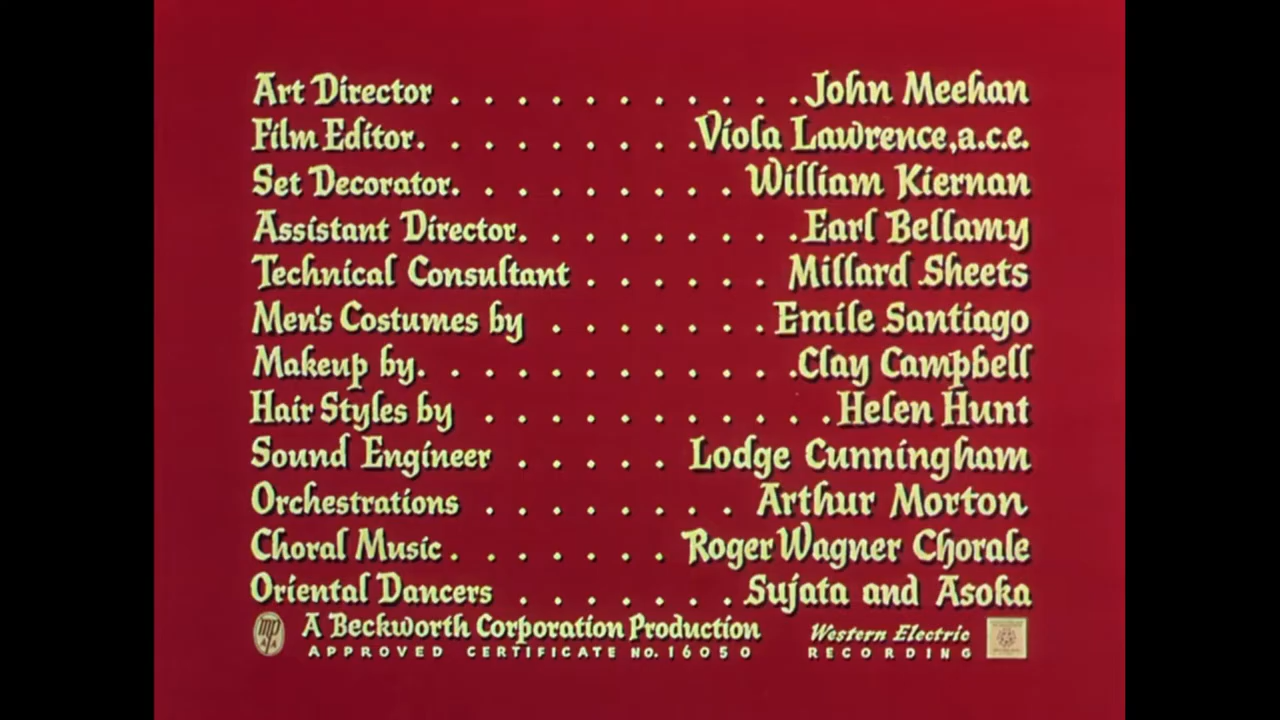 Art Director . . . . . . . . . . . John Meehan
Film Editor. . . . . . . . . Viola Lawrence, a.c.e.
Set Decorator. . . . . . . . . William Kiernan
Assistant Director. . . . . . . . . Earl Bellamy
Technical Consultant . . . . . . Millard Sheets
Men's Costumes by . . . . . . . Emile Santiago
Makeup by. . . . . . . . . . . . Clay Campbell
Hair Styles by . . . . . . . . . . . Helen Hunt
Sound Engineer . . . . . Lodge Cunningham
Orchestrations . . . . . . . . Arthur Morton
Choral Music . . . . . . . Roger Wagner Chorale
Oriental Dancers . . . . . . . Sujata and Asoka
A Beckworth Corporation Production
APPROVED CERTIFICATE NO. 16050
Western Electric
RECORDING